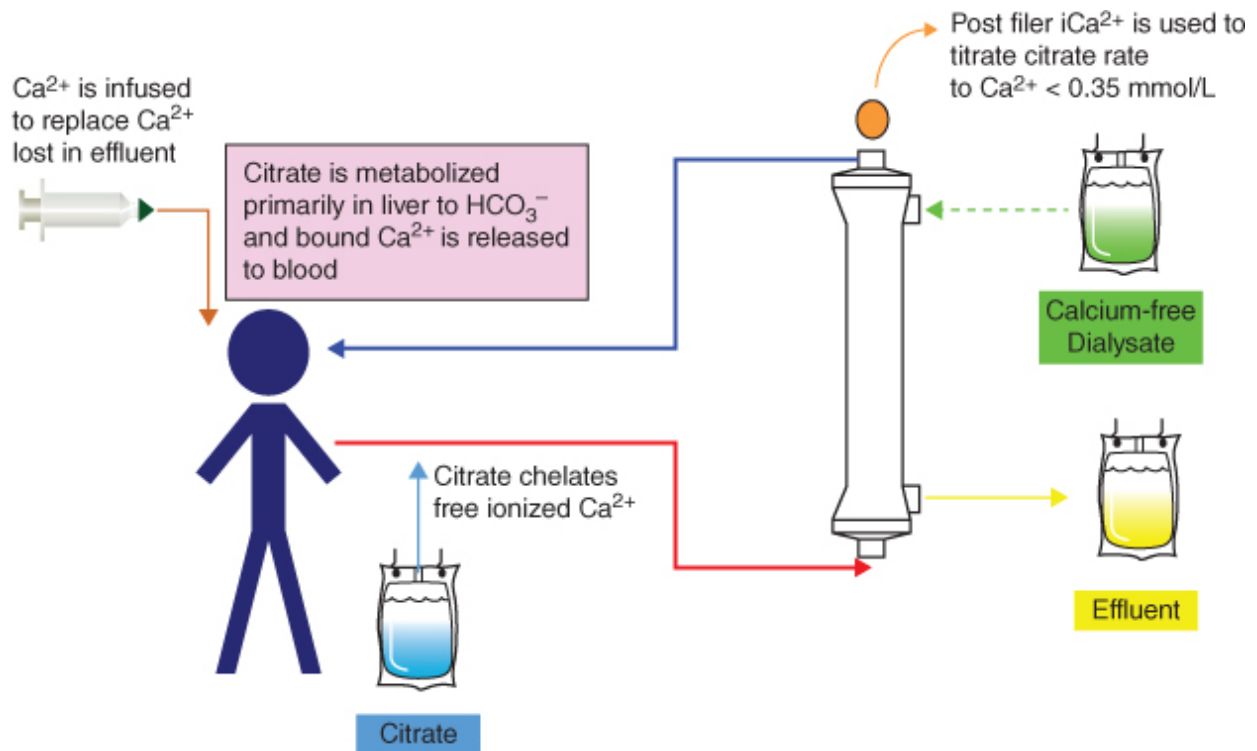 Post filer iCa²⁺ is used to
titrate citrate rate
to Ca²⁺ < 0.35 mmol/L
Ca²⁺ is infused
to replace Ca²⁺
lost in effluent
Citrate is metabolized
primarily in liver to HCO₃⁻
and bound Ca²⁺ is released
to blood
Calcium-free
Dialysate
Citrate chelates
free ionized Ca²⁺
Effluent
Citrate